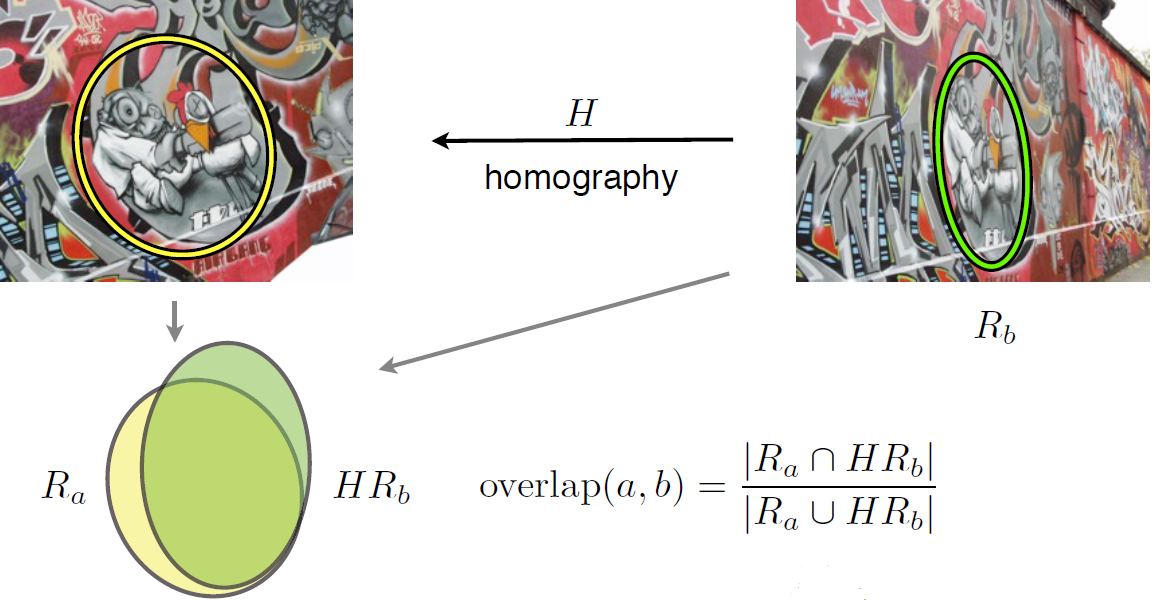 H
homography
R_b
R_a
HR_b
overlap(a, b) = |R_a ∩ HR_b| / |R_a ∪ HR_b|